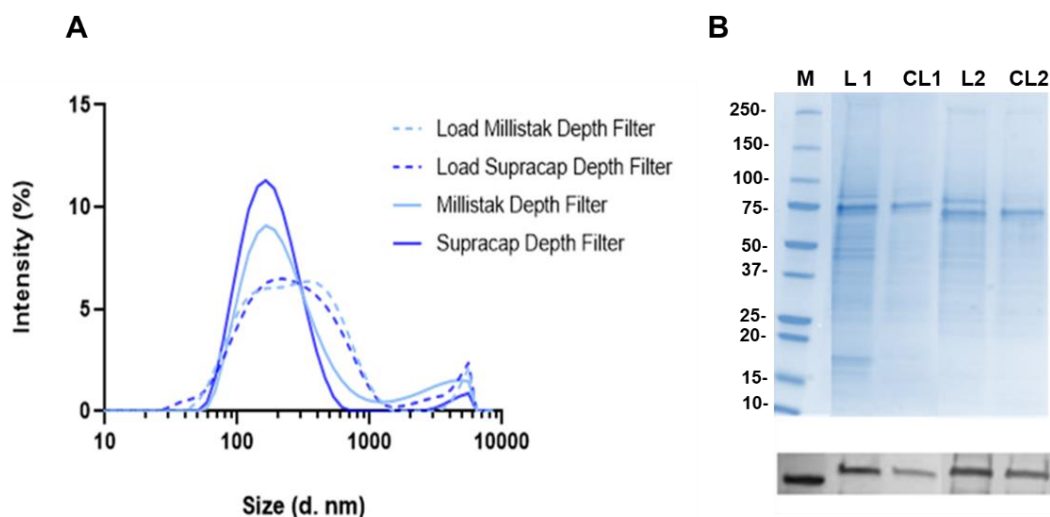 A
15
10
5
0
Intensity (%)
10
100
1000
10000
Size (d. nm)
Load Millistak Depth Filter
Load Supracap Depth Filter
Millistak Depth Filter
Supracap Depth Filter
B
M L 1 CL1 L2 CL2
250-
150-
100-
75-
50-
37-
25-
20-
15-
10-